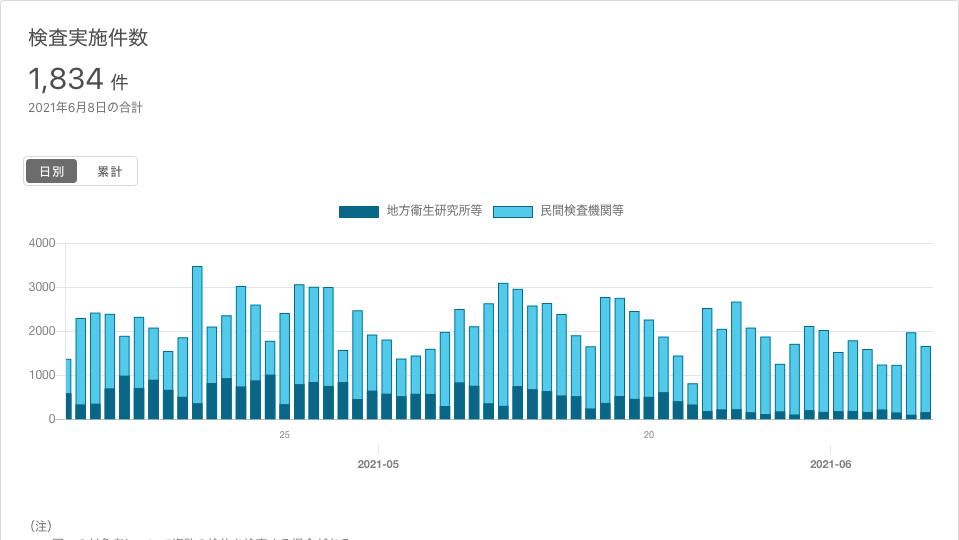 検査実施件数
1,834 件
2021年6月8日の合計
日別 累計
地方衛生研究所等 民間検査機関等
4000
3000
2000
1000
0
25 20
2021-05 2021-06
（注）